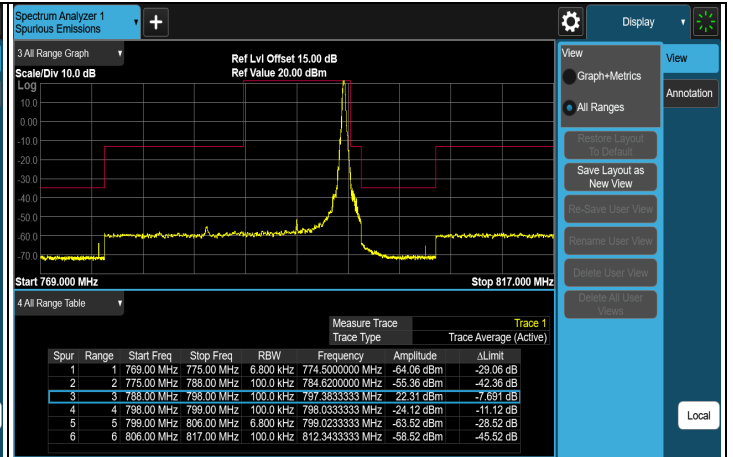 Spectrum Analyzer 1
Spurious Emissions
Display
3 All Range Graph
Ref Lvl Offset 15.00 dB
Scale/Div 10.0 dB
Ref Value 20.00 dBm
Log
10.0
0.00
-10.0
-20.0
-30.0
-40.0
-50.0
-60.0
-70.0
Start 769.000 MHz
Stop 817.000 MHz
4 All Range Table
Measure Trace Trace 1
Trace Type Trace Average (Active)
Spur Range Start Freq Stop Freq RBW Frequency Amplitude ΔLimit
1 1 769.00 MHz 775.00 MHz 6.800 kHz 774.5000000 MHz -64.06 dBm -29.06 dB
2 2 775.00 MHz 788.00 MHz 100.0 kHz 784.6200000 MHz -55.36 dBm -42.36 dB
3 3 788.00 MHz 798.00 MHz 100.0 kHz 797.3833333 MHz 22.31 dBm -7.691 dB
4 4 798.00 MHz 799.00 MHz 100.0 kHz 798.0333333 MHz -24.12 dBm -11.12 dB
5 5 799.00 MHz 806.00 MHz 6.800 kHz 799.0233333 MHz -63.52 dBm -28.52 dB
6 6 806.00 MHz 817.00 MHz 100.0 kHz 812.3433333 MHz -58.52 dBm -45.52 dB
View
Graph+Metrics
All Ranges
Restore Layout
To Default
Save Layout as
New View
Re-Save User View
Rename User View
Delete User View
Delete All User
Views
View
Annotation
Local